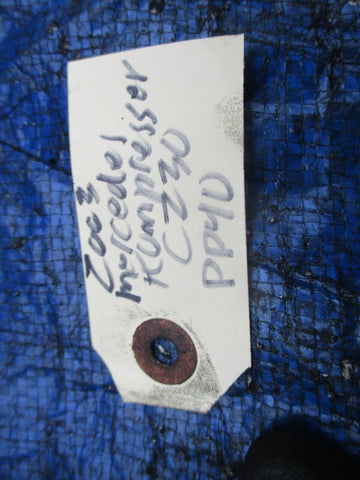 2003
mercedes
Kompressor
C230
PP4D